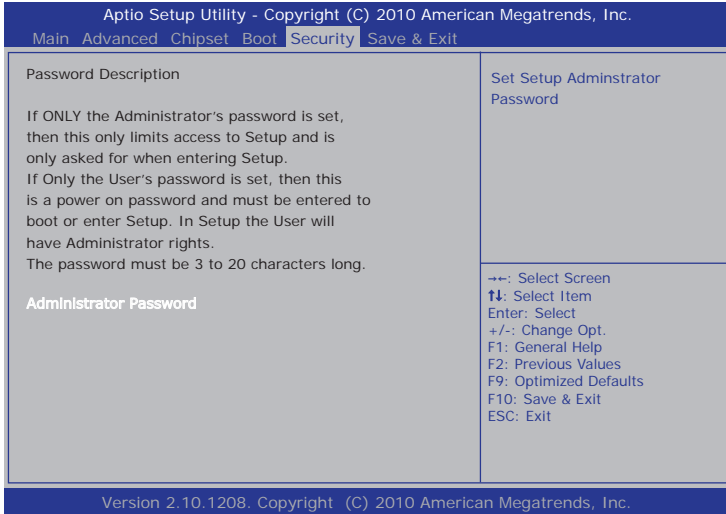 Aptio Setup Utility - Copyright (C) 2010 American Megatrends, Inc.
Main Advanced Chipset Boot Security Save & Exit
Password Description
If ONLY the Administrator's password is set,
then this only limits access to Setup and is
only asked for when entering Setup.
If Only the User's password is set, then this
is a power on password and must be entered to
boot or enter Setup. In Setup the User will
have Administrator rights.
The password must be 3 to 20 characters long.
Administrator Password
Set Setup Adminstrator
Password
→←: Select Screen
↑↓: Select Item
Enter: Select
+/-: Change Opt.
F1: General Help
F2: Previous Values
F9: Optimized Defaults
F10: Save & Exit
ESC: Exit
Version 2.10.1208. Copyright (C) 2010 American Megatrends, Inc.